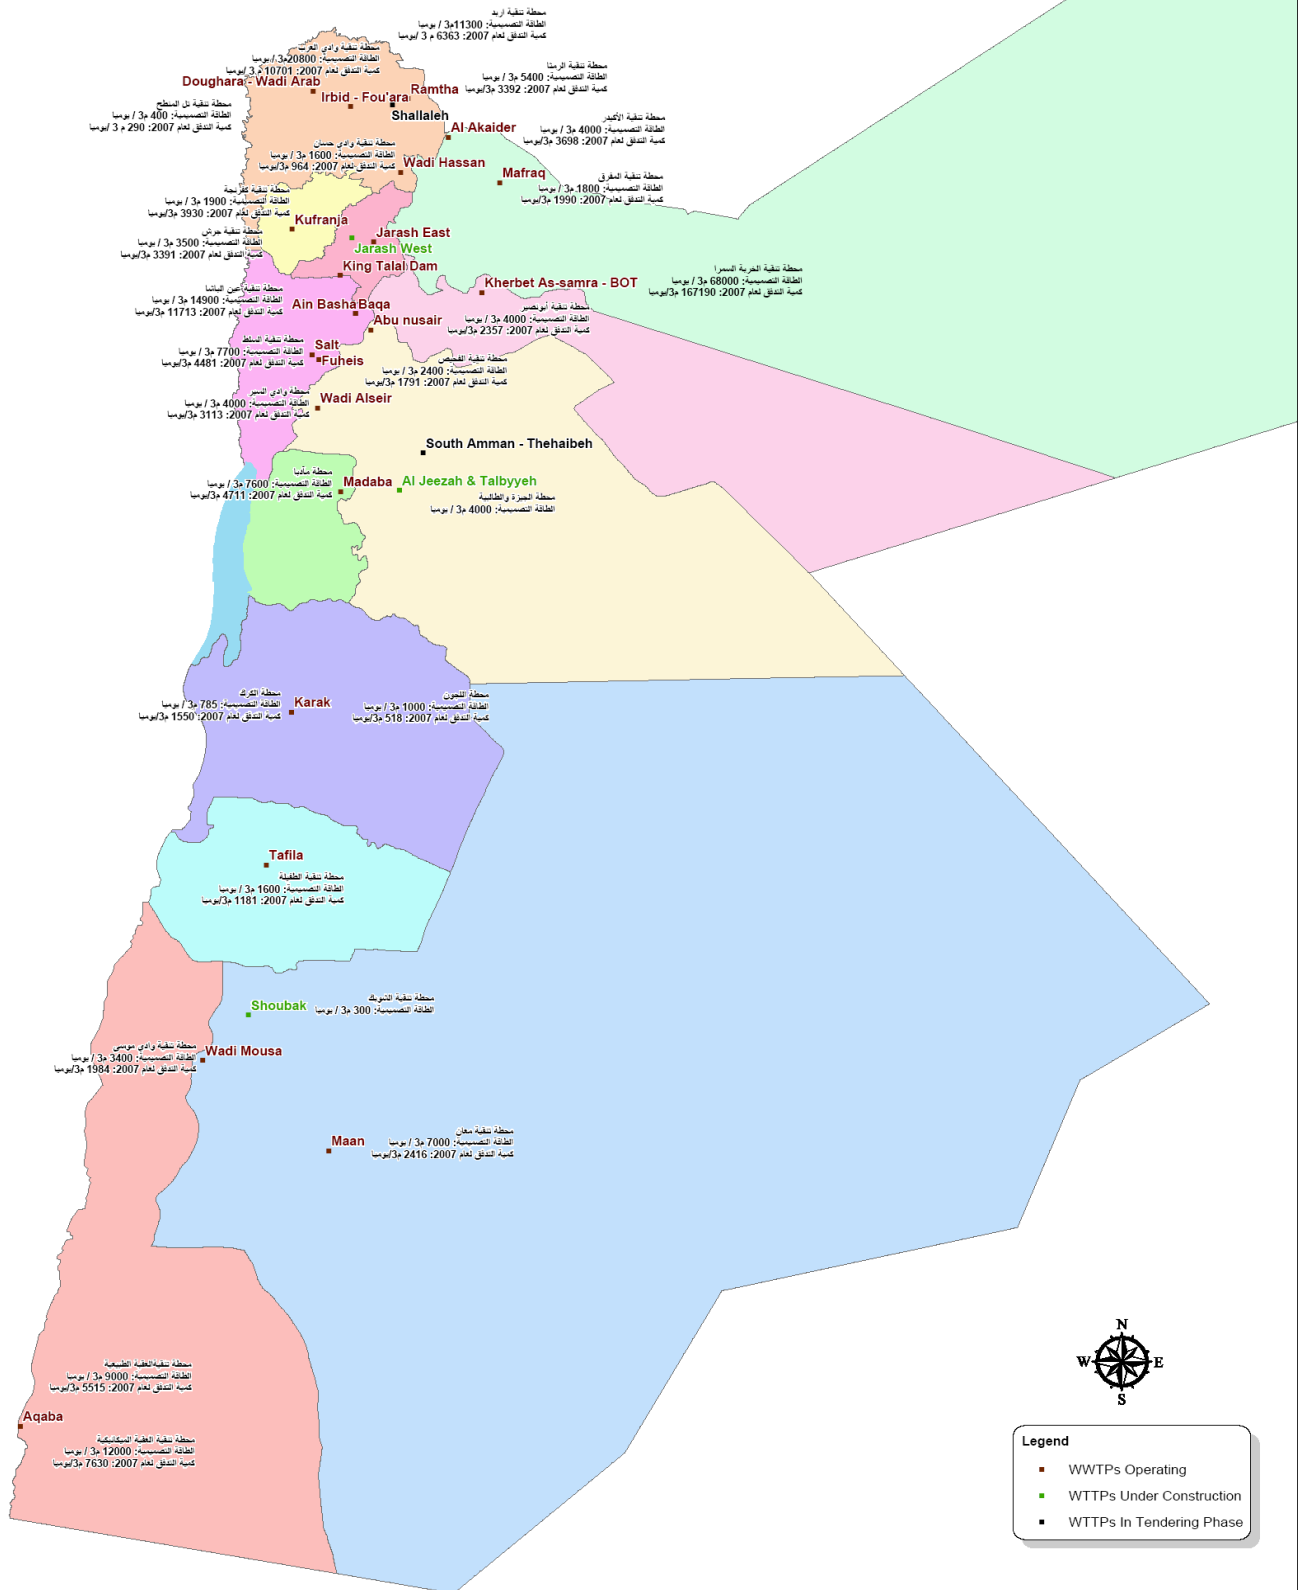 محطة تنقية اربد
الطاقة التصميمية: 11300م3 / يوميا
كمية التدفق لعام 2007: 6363 م 3 /يوميا
محطة تنقية وادي العرب
الطاقة التصميمية: 20800م3 / يوميا
كمية التدفق لعام 2007: 10701 م 3 /يوميا
Doughara - Wadi Arab
Irbid - Fou'ara
Ramtha
Shallaleh
محطة تنقية الرمثا
الطاقة التصميمية: 5400 م3 / يوميا
كمية التدفق لعام 2007: 3392 م3/يوميا
محطة تنقية تل المنطح
الطاقة التصميمية: 400 م3 / يوميا
كمية التدفق لعام 2007: 290 م 3 /يوميا
Al-Akaider
محطة تنقية الأكيدر
الطاقة التصميمية: 4000 م3 / يوميا
كمية التدفق لعام 2007: 3698 م3/يوميا
محطة تنقية وادي حسان
الطاقة التصميمية: 1600 م3 / يوميا
كمية التدفق لعام 2007: 964 م3/يوميا
Wadi Hassan
Mafraq
محطة تنقية المفرق
الطاقة التصميمية: 1800 م3 / يوميا
كمية التدفق لعام 2007: 1990 م3/يوميا
محطة تنقية كفرنجة
الطاقة التصميمية: 1900 م3 / يوميا
كمية التدفق لعام 2007: 3930 م3/يوميا
Kufranja
محطة تنقية جرش
الطاقة التصميمية: 3500 م3 / يوميا
كمية التدفق لعام 2007: 3391 م3/يوميا
Jarash East
Jarash West
King Talal Dam
Kherbet As-samra - BOT
محطة تنقية الخربة السمرا
الطاقة التصميمية: 68000 م3 / يوميا
كمية التدفق لعام 2007: 167190 م3/يوميا
محطة تنقية عين الباشا
الطاقة التصميمية: 14900 م3 / يوميا
كمية التدفق لعام 2007: 11713 م3/يوميا
Ain Basha Baqa
Abu nusair
محطة تنقية أبونصير
الطاقة التصميمية: 4000 م3 / يوميا
كمية التدفق لعام 2007: 2357 م3/يوميا
محطة تنقية السلط
الطاقة التصميمية: 7700 م3 / يوميا
كمية التدفق لعام 2007: 4481 م3/يوميا
Salt
Fuheis
محطة تنقية الفحيص
الطاقة التصميمية: 2400 م3 / يوميا
كمية التدفق لعام 2007: 1791 م3/يوميا
محطة وادي السير
الطاقة التصميمية: 4000 م3 / يوميا
كمية التدفق لعام 2007: 3113 م3/يوميا
Wadi Alseir
South Amman - Thehaibeh
محطة مأدبا
الطاقة التصميمية: 7600 م3 / يوميا
كمية التدفق لعام 2007: 4711 م3/يوميا
Madaba
Al Jeezah & Talbyyeh
محطة الجيزة والطالبية
الطاقة التصميمية: 4000 م3 / يوميا
محطة الكرك
الطاقة التصميمية: 785 م3 / يوميا
كمية التدفق لعام 2007: 1550 م3/يوميا
Karak
محطة اللجون
الطاقة التصميمية: 1000 م3 / يوميا
كمية التدفق لعام 2007: 518 م3/يوميا
Tafila
محطة تنقية الطفيلة
الطاقة التصميمية: 1600 م3 / يوميا
كمية التدفق لعام 2007: 1181 م3/يوميا
Shoubak
محطة تنقية الشوبك
الطاقة التصميمية: 300 م3 / يوميا
محطة تنقية وادي موسى
الطاقة التصميمية: 3400 م3 / يوميا
كمية التدفق لعام 2007: 1984 م3/يوميا
Wadi Mousa
Maan
محطة تنقية معان
الطاقة التصميمية: 7000 م3 / يوميا
كمية التدفق لعام 2007: 2416 م3/يوميا
محطة تنقيةالعقبة الطبيعية
الطاقة التصميمية: 9000 م3 / يوميا
كمية التدفق لعام 2007: 5515 م3/يوميا
Aqaba
محطة تنقية العقبة الميكانيكية
الطاقة التصميمية: 12000 م3 / يوميا
كمية التدفق لعام 2007: 7630 م3/يوميا
N
W E
S
Legend
WWTPs Operating
WTTPs Under Construction
WTTPs In Tendering Phase